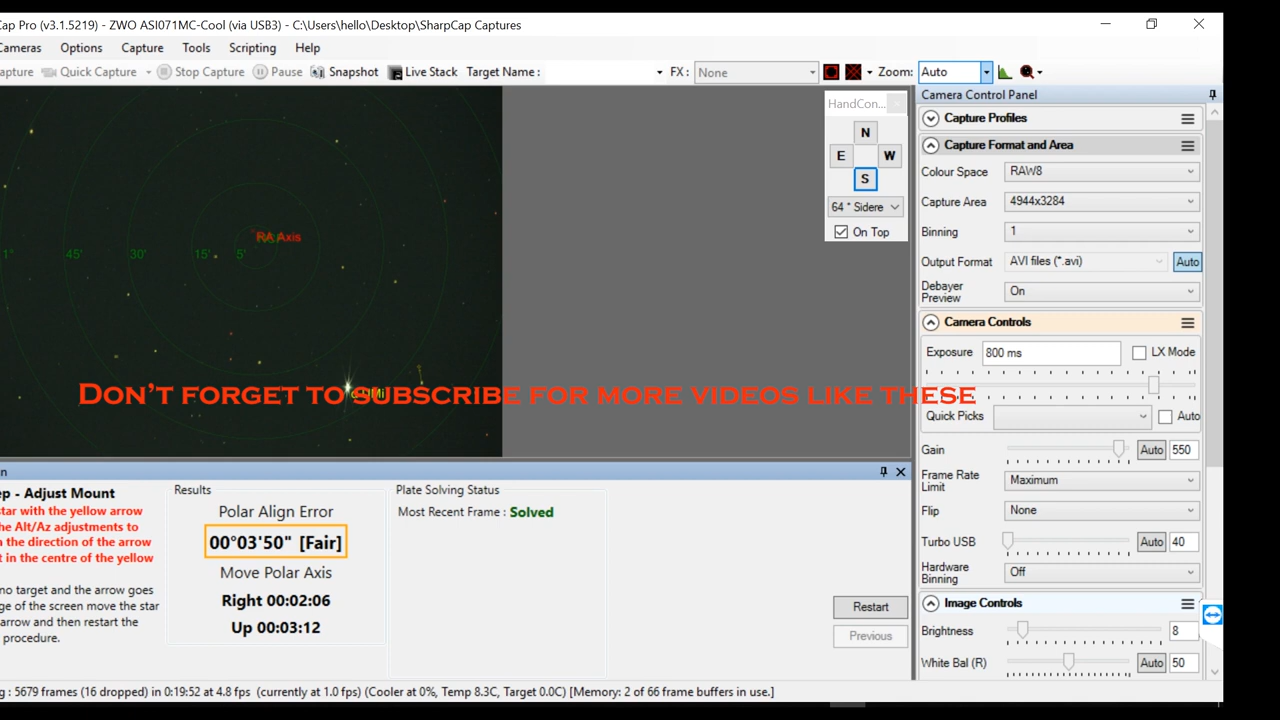 Cap Pro (v3.1.5219) - ZWO ASI071MC-Cool (via USB3) - C:\Users\hello\Desktop\SharpCap Captures
Cameras Options Capture Tools Scripting Help
apture Quick Capture Stop Capture Pause Snapshot Live Stack Target Name : FX : None Zoom: Auto
HandCon...
N
E W
S
64 * Sidere
On Top
RA Axis
1° 45' 30' 15' 5'
DON'T FORGET TO SUBSCRIBE FOR MORE VIDEOS LIKE THESE
Camera Control Panel
Capture Profiles
Capture Format and Area
Colour Space RAW8
Capture Area 4944x3284
Binning 1
Output Format AVI files (*.avi) Auto
Debayer
Preview On
Camera Controls
Exposure 800 ms LX Mode
Quick Picks Auto
Gain Auto 550
Frame Rate
Limit Maximum
Flip None
Turbo USB Auto 40
Hardware
Binning Off
Image Controls
Brightness 8
White Bal (R) Auto 50
n
ep - Adjust Mount
star with the yellow arrow
he Alt/Az adjustments to
n the direction of the arrow
t in the centre of the yellow
no target and the arrow goes
ge of the screen move the star
arrow and then restart the
procedure.
Results
Polar Align Error
00°03'50" [Fair]
Move Polar Axis
Right 00:02:06
Up 00:03:12
Plate Solving Status
Most Recent Frame : Solved
Restart
Previous
g : 5679 frames (16 dropped) in 0:19:52 at 4.8 fps (currently at 1.0 fps) (Cooler at 0%, Temp 8.3C, Target 0.0C) [Memory: 2 of 66 frame buffers in use.]